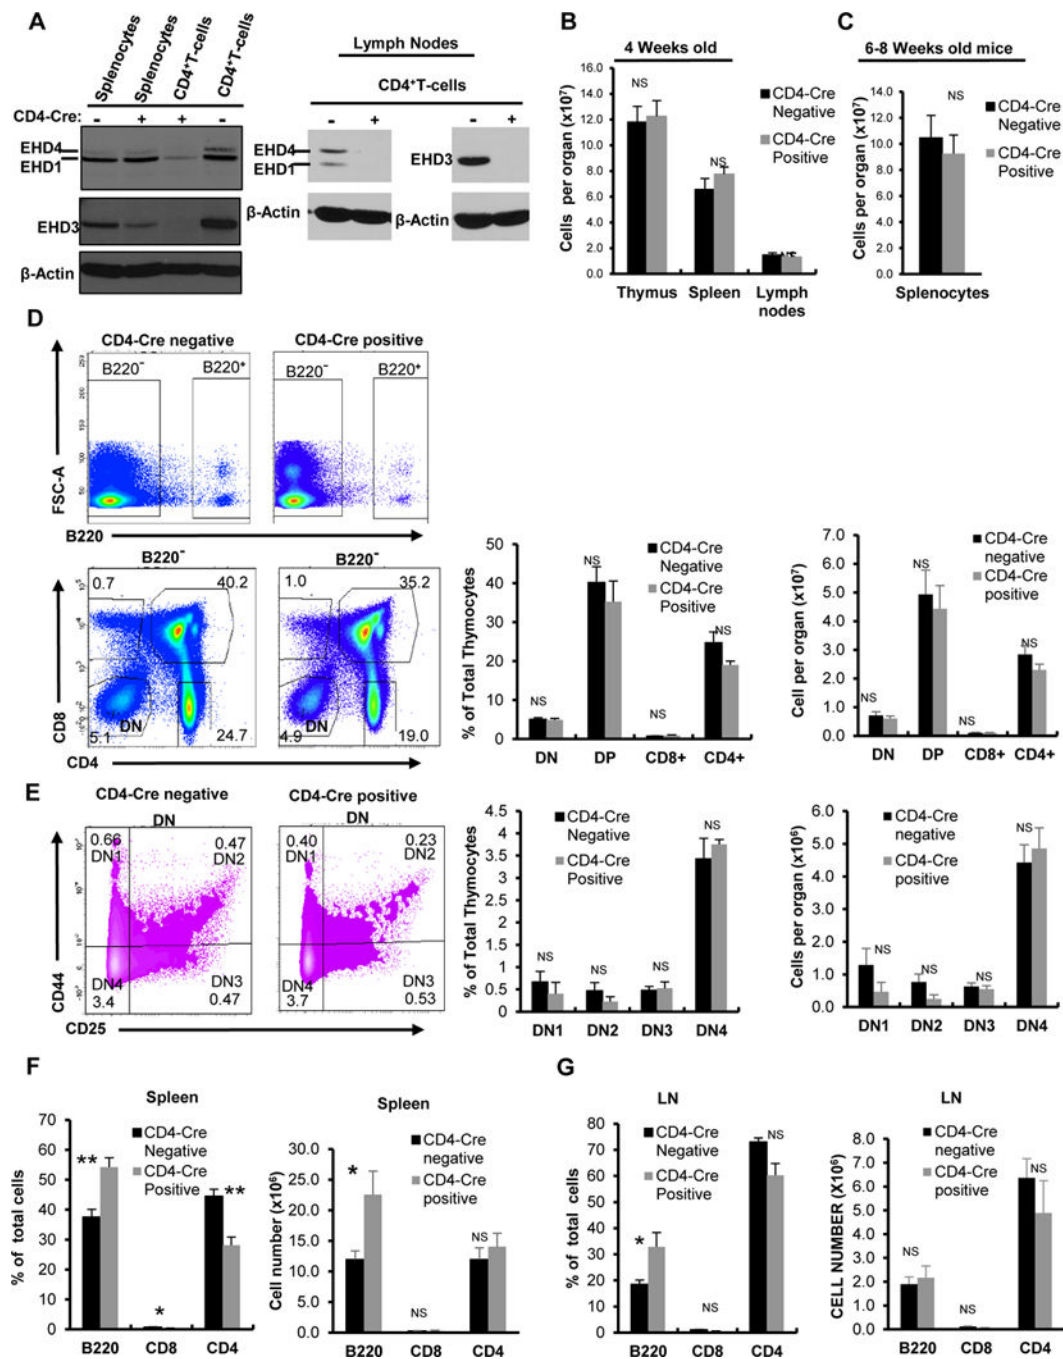 A
Splenocytes
Splenocytes
CD4⁺T-cells
CD4⁺T-cells
CD4-Cre: - + + -
EHD4
EHD1
EHD3
β-Actin
Lymph Nodes
CD4⁺T-cells
- + - +
EHD4
EHD1
EHD3
β-Actin
β-Actin
B
4 Weeks old
Cells per organ (x10⁷)
16.0
14.0
12.0
10.0
8.0
6.0
4.0
2.0
0.0
NS
NS
CD4-Cre
Negative
CD4-Cre
Positive
Thymus Spleen Lymph
nodes
C
6-8 Weeks old mice
Cells per organ (x10⁷)
14.0
12.0
10.0
8.0
6.0
4.0
2.0
0.0
NS
CD4-Cre
Negative
CD4-Cre
Positive
Splenocytes
D
CD4-Cre negative CD4-Cre positive
B220⁻ B220⁺ B220⁻ B220⁺
FSC-A
250
200
150
100
50
B220
B220⁻ B220⁻
0.7 40.2 1.0 35.2
DN DN
5.1 24.7 4.9 19.0
CD8
CD4
% of Total Thymocytes
50
40
30
20
10
0
NS
NS
NS
NS
CD4-Cre
Negative
CD4-Cre
Positive
DN DP CD8+ CD4+
Cell per organ (x10⁷)
7.0
6.0
5.0
4.0
3.0
2.0
1.0
0.0
NS
NS
NS
NS
CD4-Cre
negative
CD4-Cre
positive
DN DP CD8+ CD4+
E
CD4-Cre negative CD4-Cre positive
DN DN
0.66 0.47 0.40 0.23
DN1 DN2 DN1 DN2
DN4 DN3 DN4 DN3
3.4 0.47 3.7 0.53
CD44
CD25
% of Total Thymocytes
4.5
4
3.5
3
2.5
2
1.5
1
0.5
0
NS
NS
NS
NS
CD4-Cre
Negative
CD4-Cre
Positive
DN1 DN2 DN3 DN4
Cells per organ (x10⁶)
6.0
5.0
4.0
3.0
2.0
1.0
0.0
NS
NS
NS
NS
CD4-Cre
negative
CD4-Cre
positive
DN1 DN2 DN3 DN4
F
Spleen
% of total cells
70
60
50
40
30
20
10
0
**
*
**
CD4-Cre
Negative
CD4-Cre
Positive
B220 CD8 CD4
Spleen
Cell number (x10⁶)
30.0
25.0
20.0
15.0
10.0
5.0
0.0
*
NS
NS
CD4-Cre
negative
CD4-Cre
positive
B220 CD8 CD4
G
LN
% of total cells
80
70
60
50
40
30
20
10
0
*
NS
NS
CD4-Cre
Negative
CD4-Cre
Positive
B220 CD8 CD4
LN
CELL NUMBER (X10⁶)
8.0
7.0
6.0
5.0
4.0
3.0
2.0
1.0
0.0
NS
NS
NS
CD4-Cre
negative
CD4-Cre
positive
B220 CD8 CD4